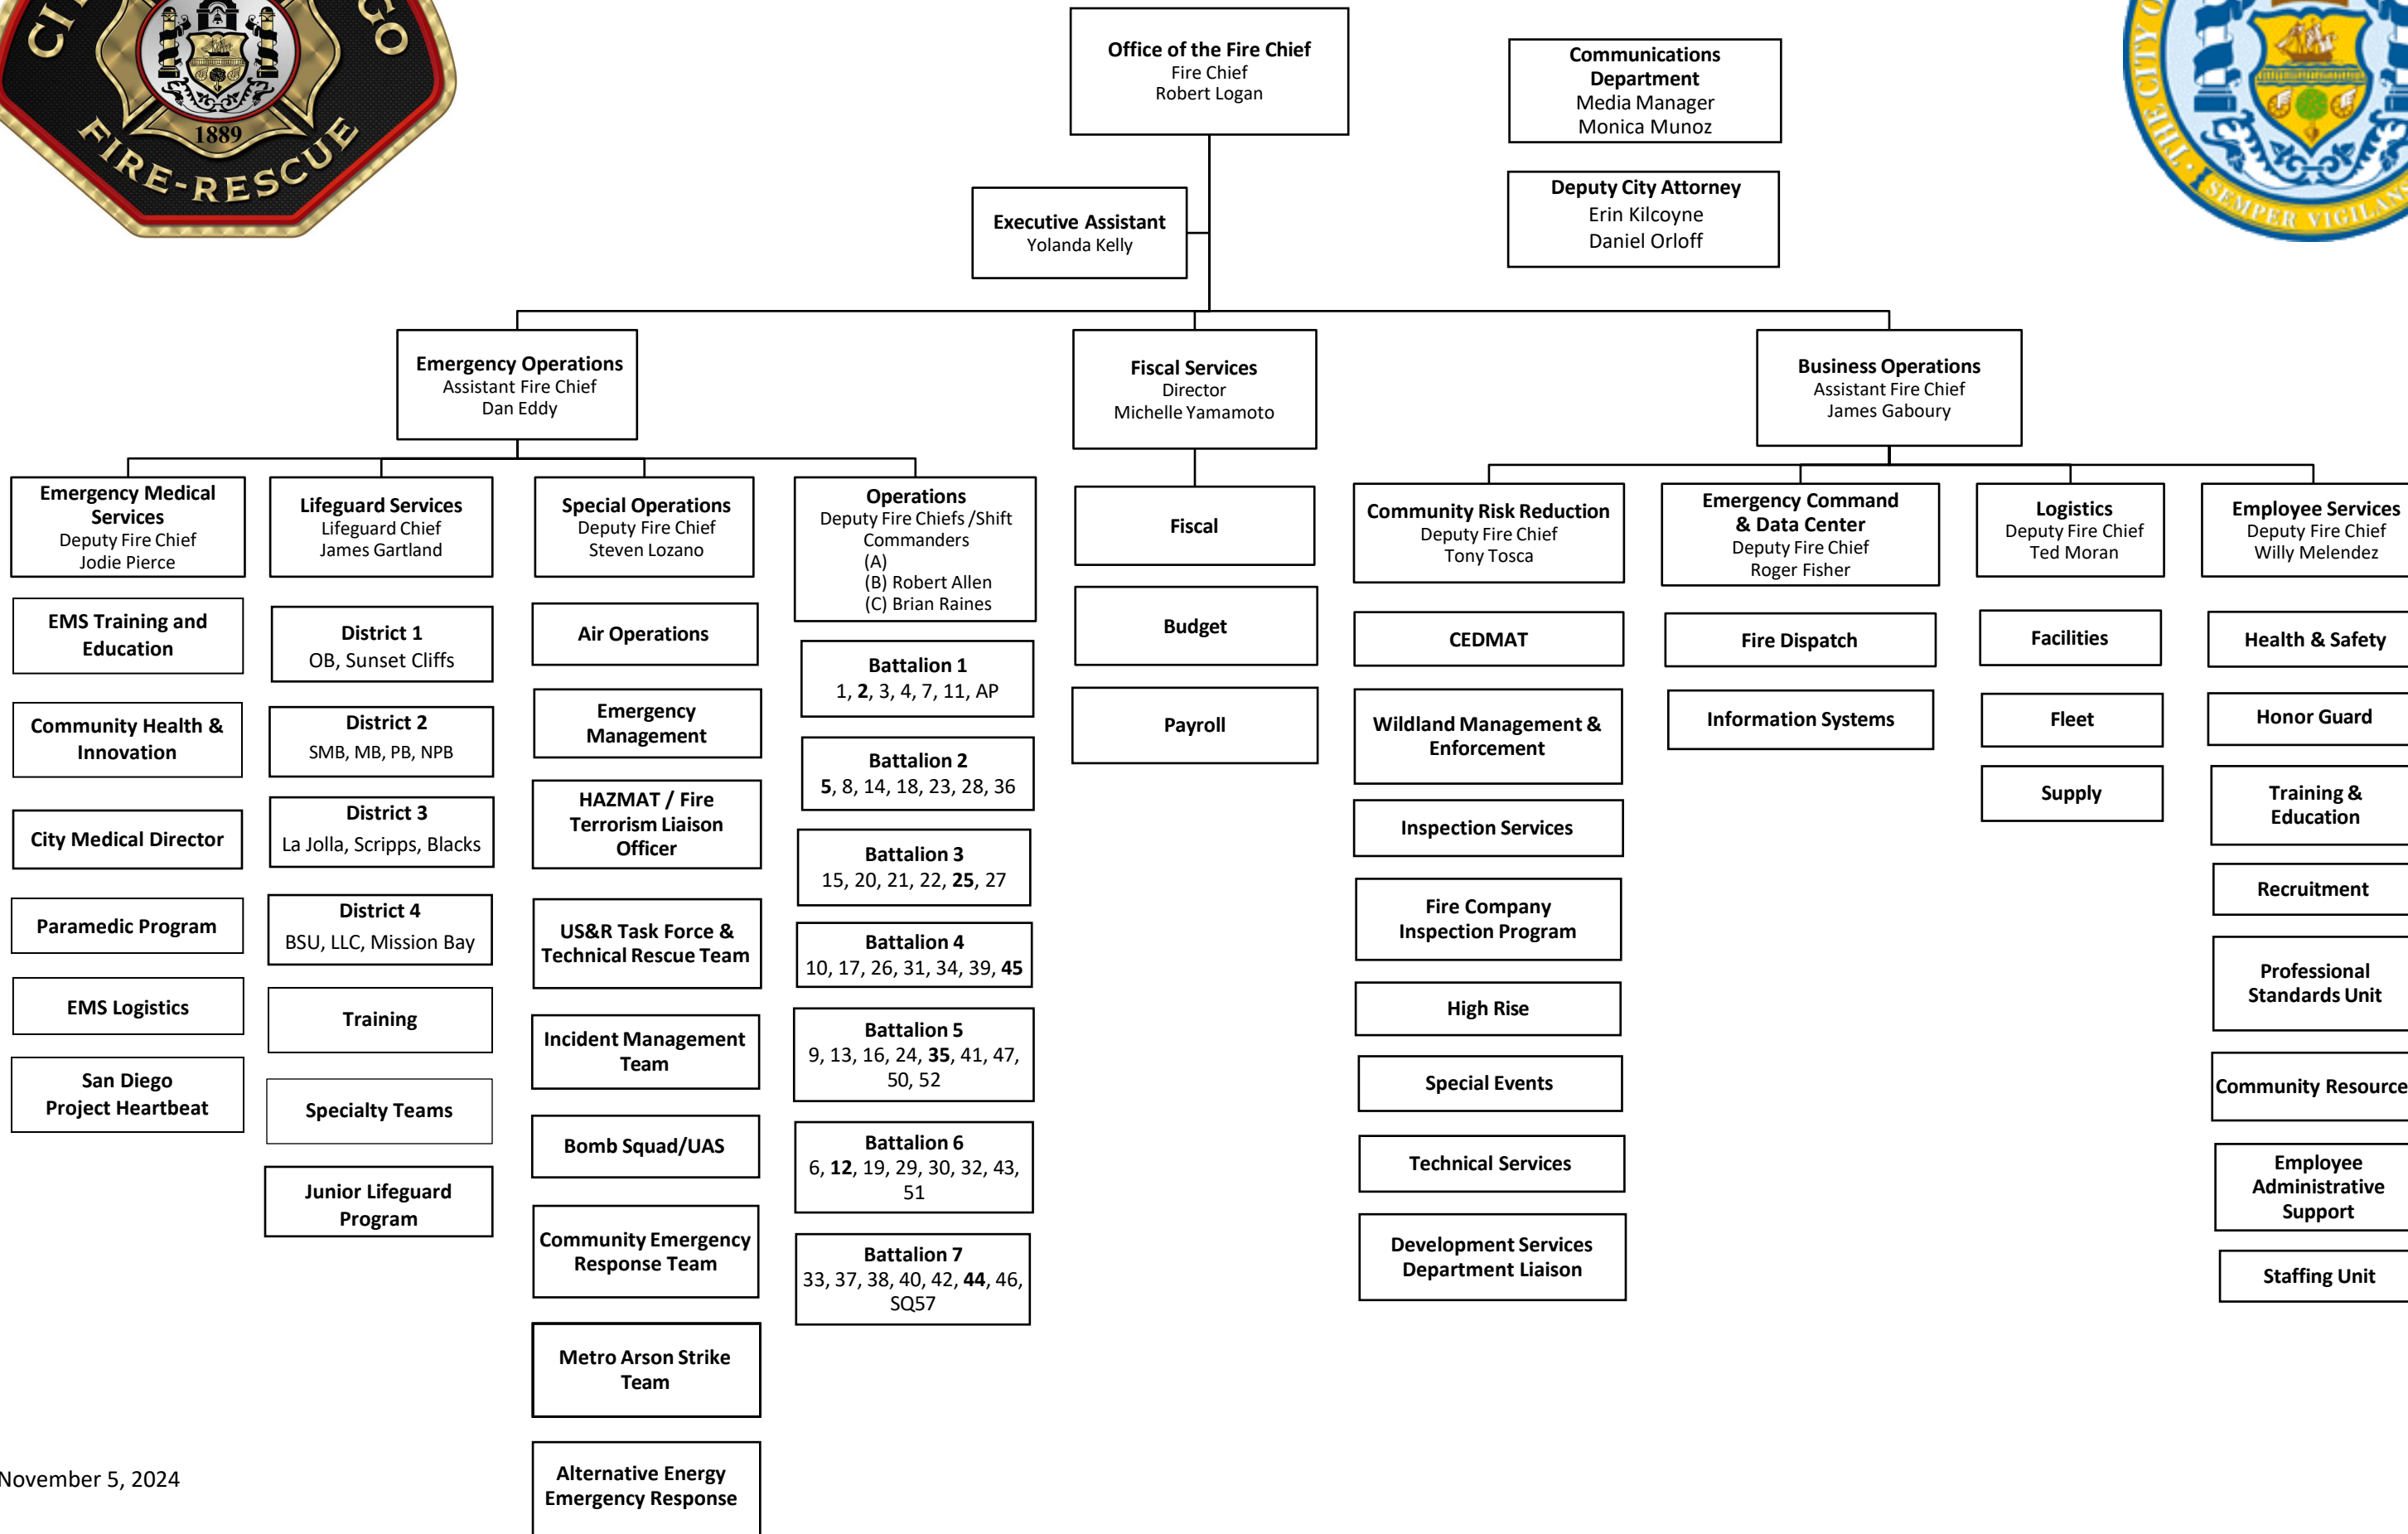 1889
FIRE-RESCUE
SEMPER VIGILANS
Office of the Fire Chief
Fire Chief
Robert Logan
Communications
Department
Media Manager
Monica Munoz
Deputy City Attorney
Erin Kilcoyne
Daniel Orloff
Executive Assistant
Yolanda Kelly
Emergency Operations
Assistant Fire Chief
Dan Eddy
Fiscal Services
Director
Michelle Yamamoto
Business Operations
Assistant Fire Chief
James Gaboury
Emergency Medical
Services
Deputy Fire Chief
Jodie Pierce
EMS Training and
Education
Community Health &
Innovation
City Medical Director
Paramedic Program
EMS Logistics
San Diego
Project Heartbeat
Lifeguard Services
Lifeguard Chief
James Gartland
District 1
OB, Sunset Cliffs
District 2
SMB, MB, PB, NPB
District 3
La Jolla, Scripps, Blacks
District 4
BSU, LLC, Mission Bay
Training
Specialty Teams
Junior Lifeguard
Program
Special Operations
Deputy Fire Chief
Steven Lozano
Air Operations
Emergency
Management
HAZMAT / Fire
Terrorism Liaison
Officer
US&R Task Force &
Technical Rescue Team
Incident Management
Team
Bomb Squad/UAS
Community Emergency
Response Team
Metro Arson Strike
Team
Alternative Energy
Emergency Response
Operations
Deputy Fire Chiefs /Shift
Commanders
(A)
(B) Robert Allen
(C) Brian Raines
Battalion 1
1, 2, 3, 4, 7, 11, AP
Battalion 2
5, 8, 14, 18, 23, 28, 36
Battalion 3
15, 20, 21, 22, 25, 27
Battalion 4
10, 17, 26, 31, 34, 39, 45
Battalion 5
9, 13, 16, 24, 35, 41, 47,
50, 52
Battalion 6
6, 12, 19, 29, 30, 32, 43,
51
Battalion 7
33, 37, 38, 40, 42, 44, 46,
SQ57
Fiscal
Budget
Payroll
Community Risk Reduction
Deputy Fire Chief
Tony Tosca
CEDMAT
Wildland Management &
Enforcement
Inspection Services
Fire Company
Inspection Program
High Rise
Special Events
Technical Services
Development Services
Department Liaison
Emergency Command
& Data Center
Deputy Fire Chief
Roger Fisher
Fire Dispatch
Information Systems
Logistics
Deputy Fire Chief
Ted Moran
Facilities
Fleet
Supply
Employee Services
Deputy Fire Chief
Willy Melendez
Health & Safety
Honor Guard
Training &
Education
Recruitment
Professional
Standards Unit
Community Resource
Employee
Administrative
Support
Staffing Unit
November 5, 2024